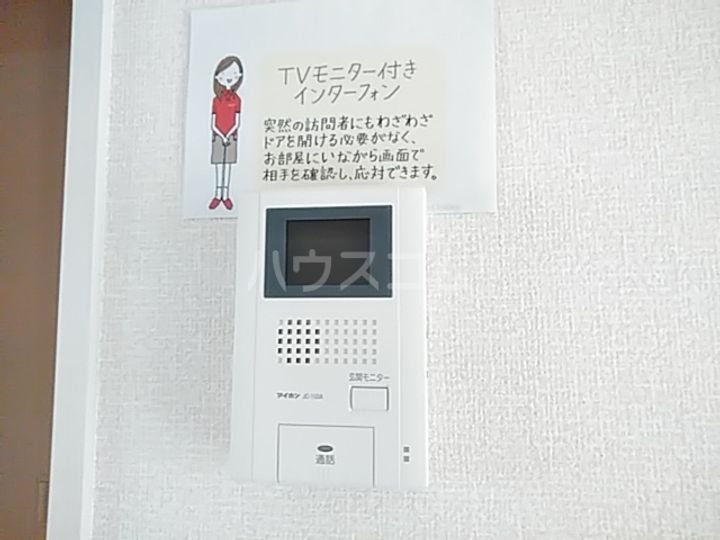 TVモニター付き
インターフォン
突然の訪問者にもわざわざ
ドアを開ける必要がなく、
お部屋にいながら画面で
相手を確認し、応対できます。
ハウスコム
玄関モニター
アイホン
通話